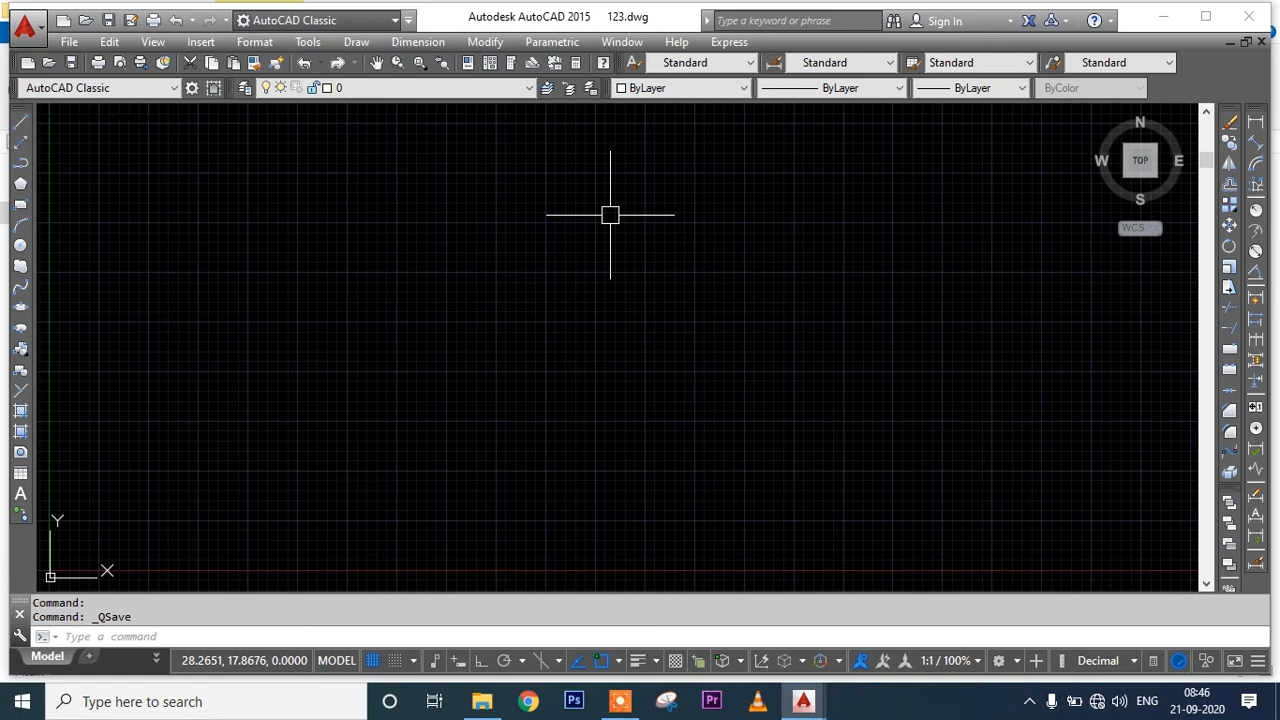 AutoCAD Classic
Autodesk AutoCAD 2015 123.dwg
Type a keyword or phrase
Sign In
File Edit View Insert Format Tools Draw Dimension Modify Parametric Window Help Express
Standard Standard Standard Standard
AutoCAD Classic 0 ByLayer ByLayer ByLayer ByColor
N
W TOP E
S
WCS
Y
X
Command:
Command: _QSave
Type a command
Model
28.2651, 17.8676, 0.0000 MODEL 1:1 / 100% Decimal
Type here to search
Ps
Pr
ENG
08:46
21-09-2020